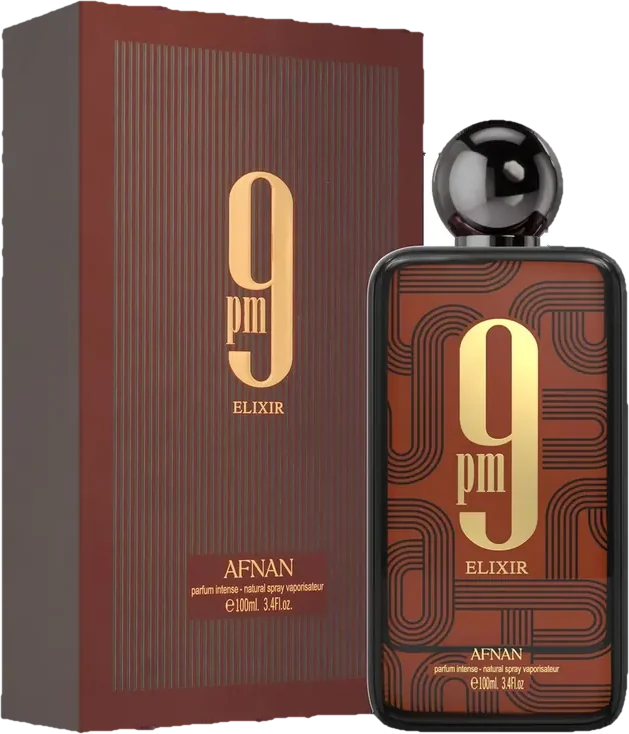 9
pm
ELIXIR
AFNAN
parfum intense - natural spray vaporisateur
℮100ml. 3.4Fl.oz.
9
pm
ELIXIR
AFNAN
parfum intense - natural spray vaporisateur
℮100ml. 3.4Fl.oz